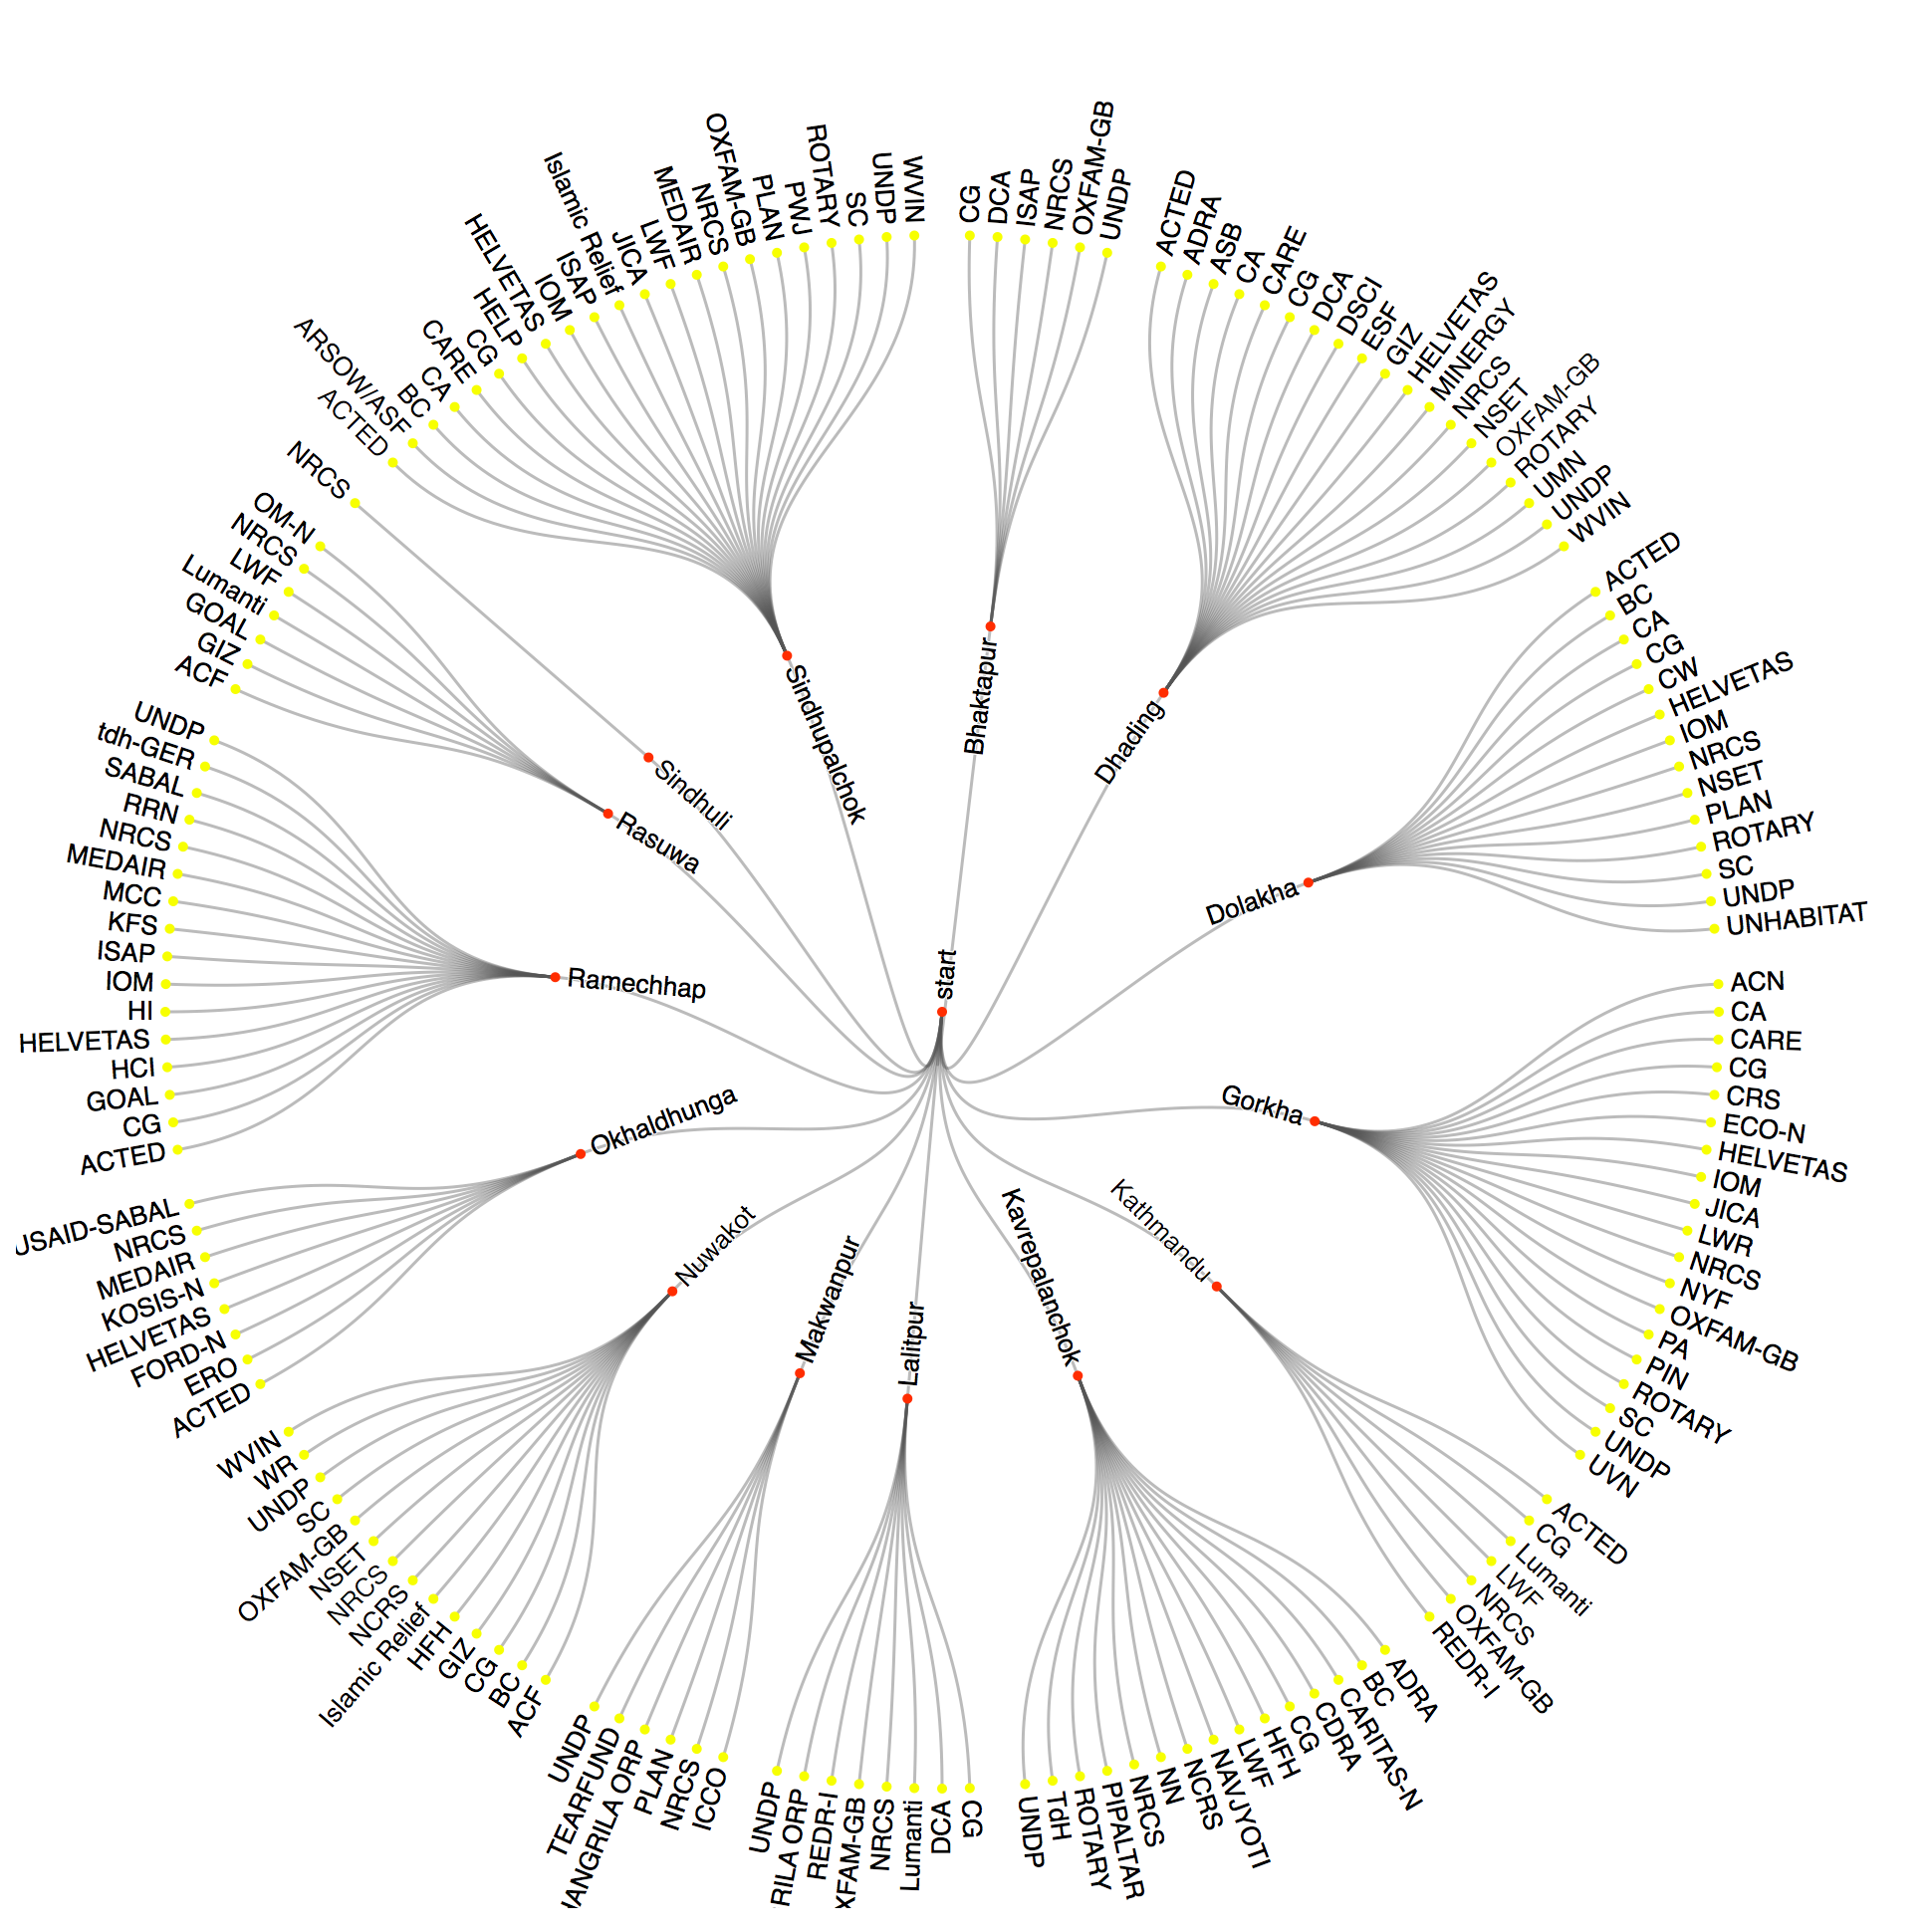 start
Bhaktapur
CG
DCA
ISAP
NRCS
OXFAM-GB
UNDP
Dhading
ACTED
ADRA
ASB
CA
CARE
CG
DCA
DSCI
ESF
GIZ
HELVETAS
MINERGY
NRCS
NSET
OXFAM-GB
ROTARY
UMN
UNDP
WVIN
Dolakha
ACTED
BC
CA
CG
CW
HELVETAS
IOM
NRCS
NSET
PLAN
ROTARY
SC
UNDP
UNHABITAT
Gorkha
ACN
CA
CARE
CG
CRS
ECO-N
HELVETAS
IOM
JICA
LWR
NRCS
NYF
OXFAM-GB
PA
PIN
ROTARY
SC
UNDP
UVN
Kathmandu
ACTED
CG
Lumanti
LWF
NRCS
OXFAM-GB
REDR-I
Kavrepalanchok
ADRA
BC
CARITAS-N
CDRA
CG
HFH
LWF
NAVJYOTI
NCRS
NN
NRCS
PIPALTAR
ROTARY
TdH
UNDP
Lalitpur
CG
DCA
Lumanti
NRCS
XFAM-GB
REDR-I
RILA ORP
UNDP
Makwanpur
ICCO
NRCS
PLAN
HANGRILA ORP
TEARFUND
UNDP
Nuwakot
ACF
BC
CG
GIZ
HFH
Islamic Relief
NCRS
NRCS
NSET
OXFAM-GB
SC
UNDP
WR
WVIN
Okhaldhunga
ACTED
ERO
FORD-N
HELVETAS
KOSIS-N
MEDAIR
NRCS
USAID-SABAL
Ramechhap
ACTED
CG
GOAL
HCI
HELVETAS
HI
IOM
ISAP
KFS
MCC
MEDAIR
NRCS
RRN
SABAL
tdh-GER
UNDP
Rasuwa
ACF
GIZ
GOAL
Lumanti
LWF
NRCS
OM-N
Sindhuli
NRCS
Sindhupalchok
ACTED
ARSOW/ASF
BC
CA
CARE
CG
HELP
HELVETAS
IOM
ISAP
Islamic Relief
JICA
LWF
MEDAIR
NRCS
OXFAM-GB
PLAN
PWJ
ROTARY
SC
UNDP
WVIN